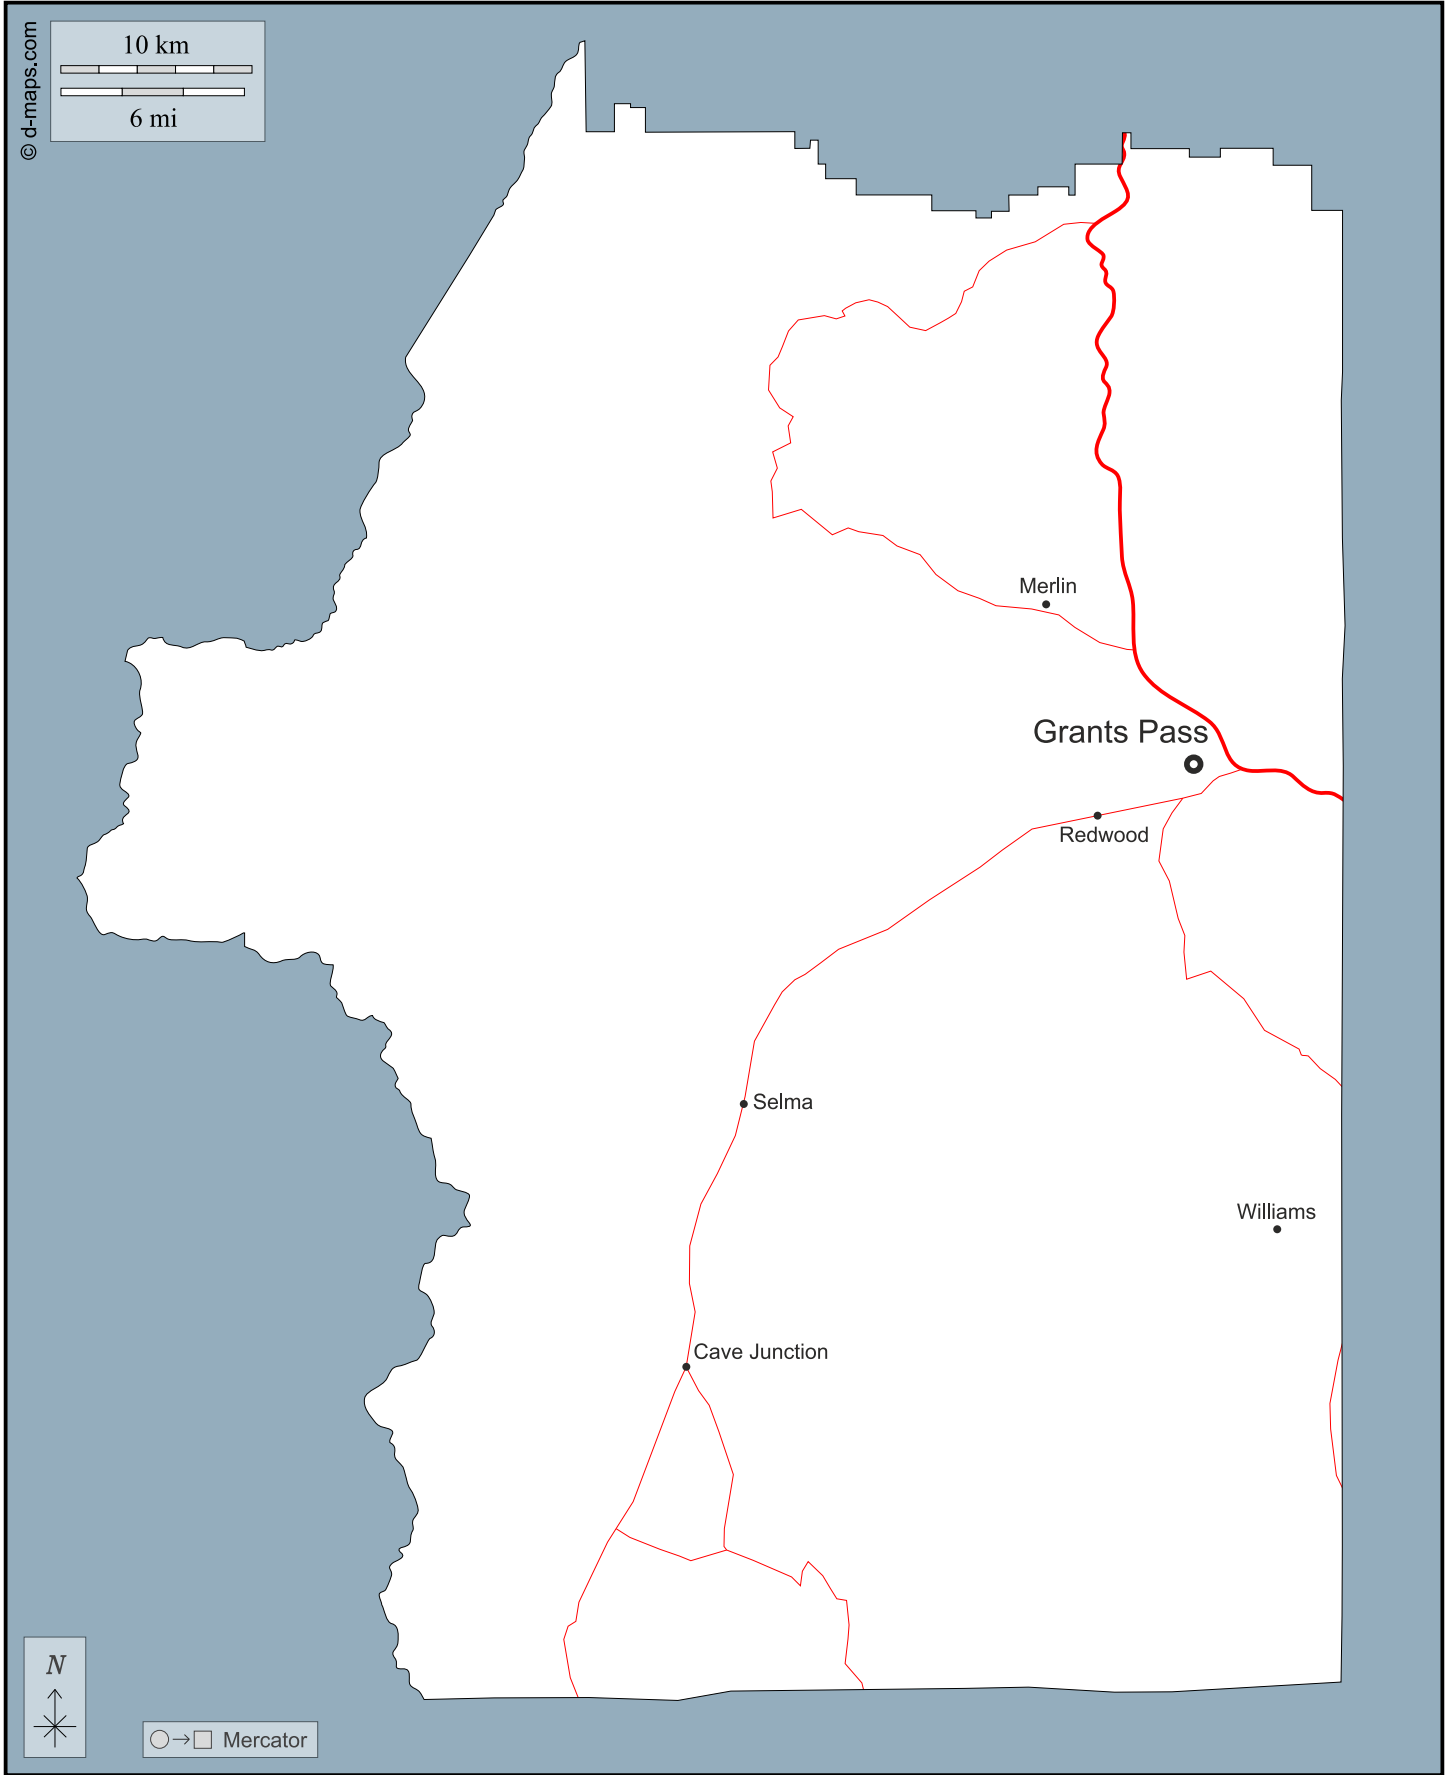 © d-maps.com
10 km
6 mi
Merlin
Grants Pass
Redwood
Selma
Williams
Cave Junction
N
Mercator